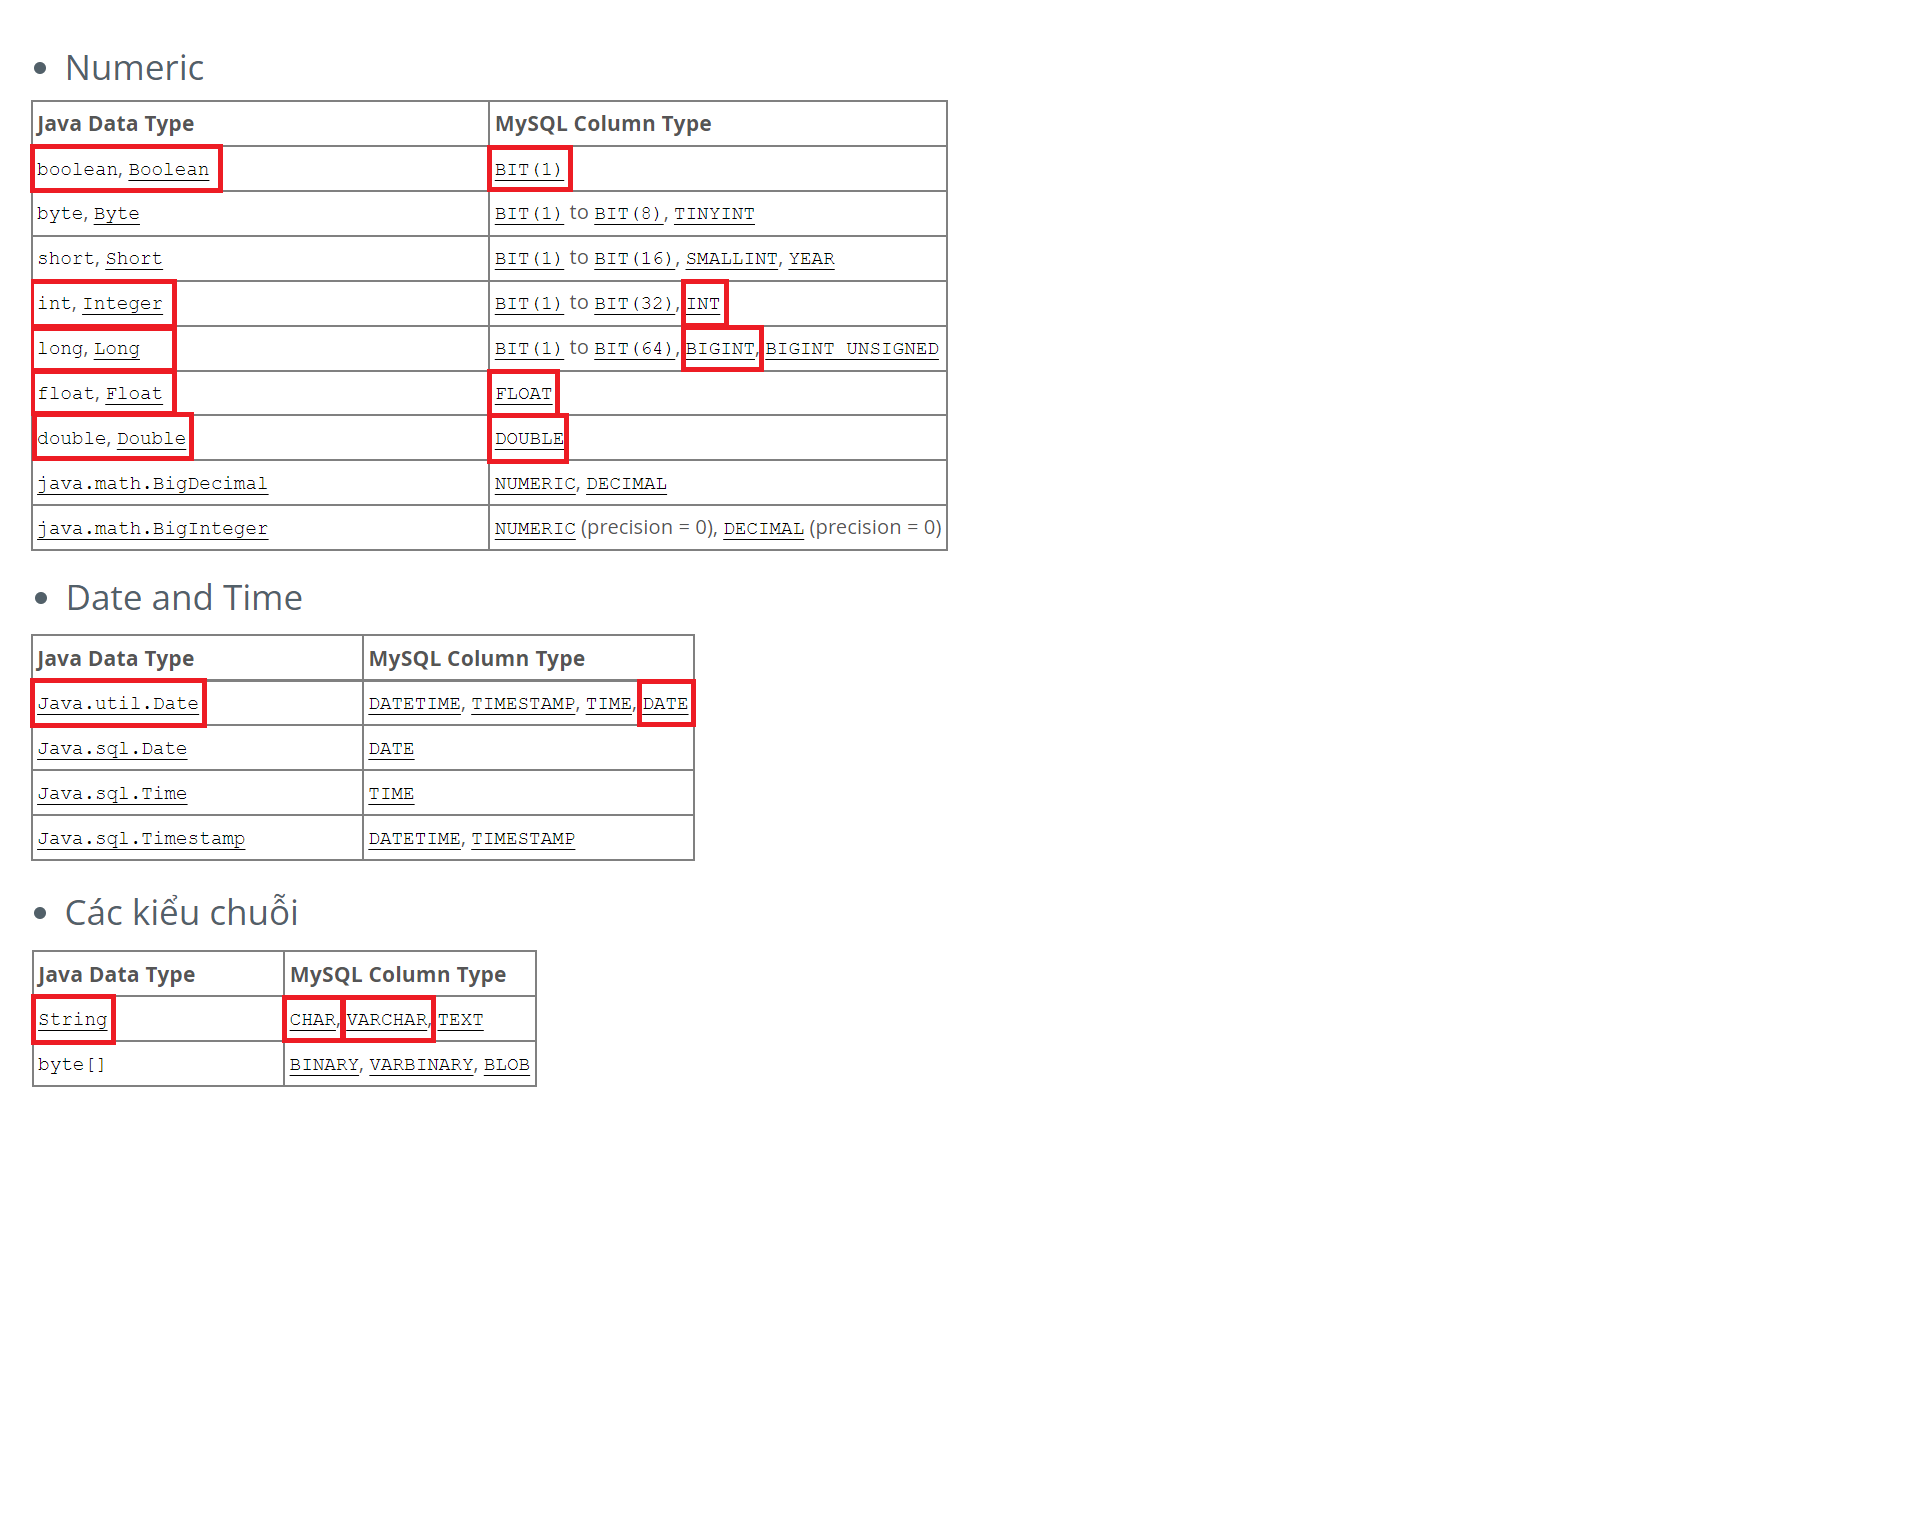 • Numeric
Java Data Type MySQL Column Type
boolean, Boolean BIT(1)
byte, Byte BIT(1) to BIT(8), TINYINT
short, Short BIT(1) to BIT(16), SMALLINT, YEAR
int, Integer BIT(1) to BIT(32), INT
long, Long BIT(1) to BIT(64), BIGINT, BIGINT UNSIGNED
float, Float FLOAT
double, Double DOUBLE
java.math.BigDecimal NUMERIC, DECIMAL
java.math.BigInteger NUMERIC (precision = 0), DECIMAL (precision = 0)
• Date and Time
Java Data Type MySQL Column Type
Java.util.Date DATETIME, TIMESTAMP, TIME, DATE
Java.sql.Date DATE
Java.sql.Time TIME
Java.sql.Timestamp DATETIME, TIMESTAMP
• Các kiểu chuỗi
Java Data Type MySQL Column Type
String CHAR, VARCHAR, TEXT
byte[] BINARY, VARBINARY, BLOB